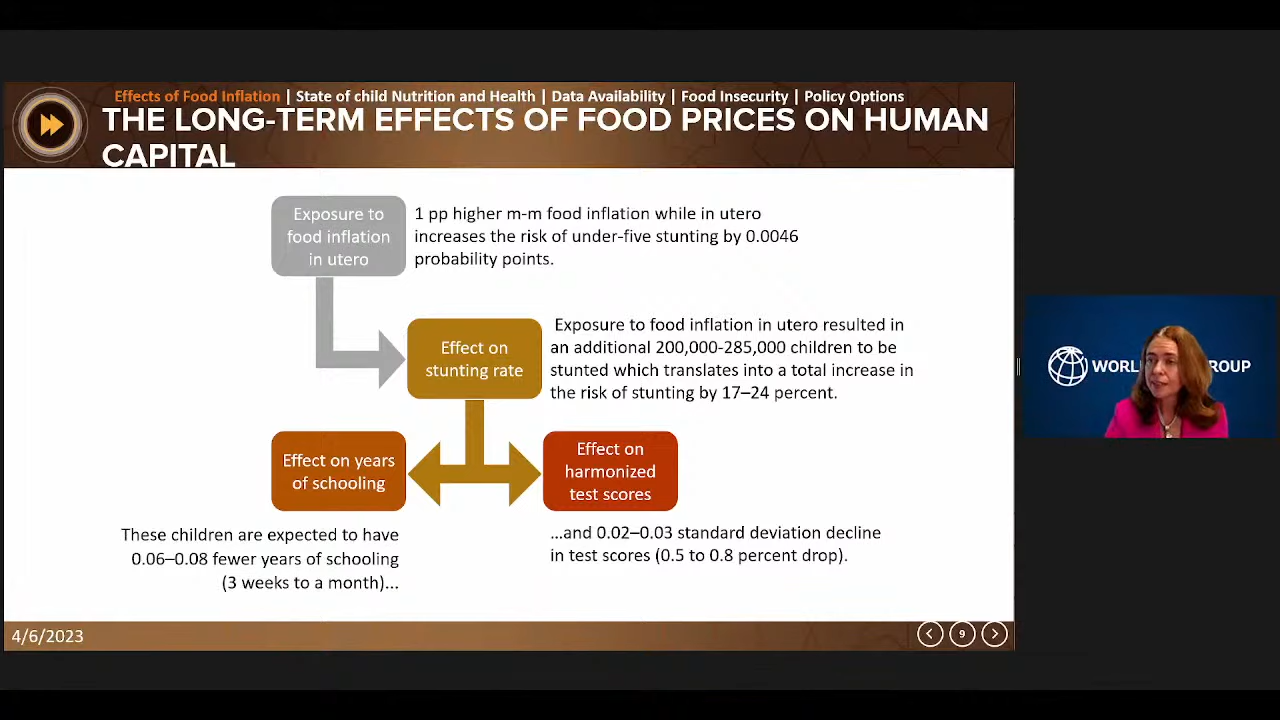 Effects of Food Inflation | State of child Nutrition and Health | Data Availability | Food Insecurity | Policy Options
THE LONG-TERM EFFECTS OF FOOD PRICES ON HUMAN
CAPITAL
Exposure to
food inflation
in utero
1 pp higher m-m food inflation while in utero
increases the risk of under-five stunting by 0.0046
probability points.
Effect on
stunting rate
Exposure to food inflation in utero resulted in
an additional 200,000-285,000 children to be
stunted which translates into a total increase in
the risk of stunting by 17–24 percent.
Effect on years
of schooling
Effect on
harmonized
test scores
These children are expected to have
0.06–0.08 fewer years of schooling
(3 weeks to a month)...
...and 0.02–0.03 standard deviation decline
in test scores (0.5 to 0.8 percent drop).
4/6/2023
9
WORL ROUP